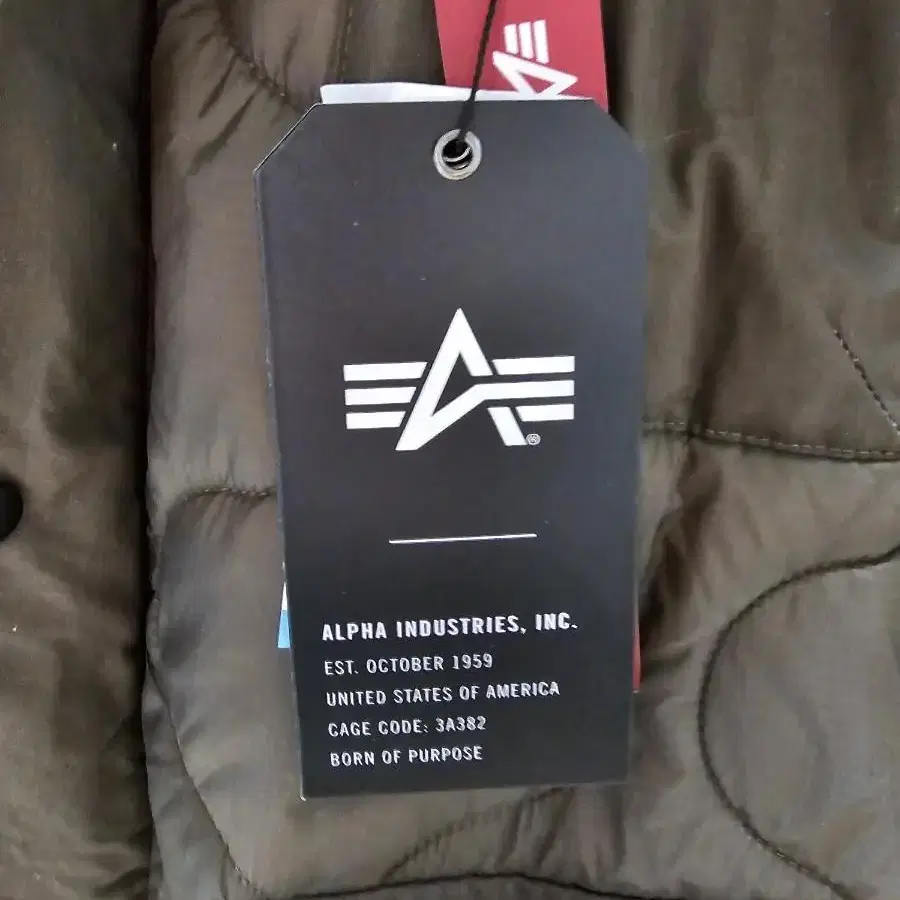 ALPHA INDUSTRIES, INC.
EST. OCTOBER 1959
UNITED STATES OF AMERICA
CAGE CODE: 3A382
BORN OF PURPOSE